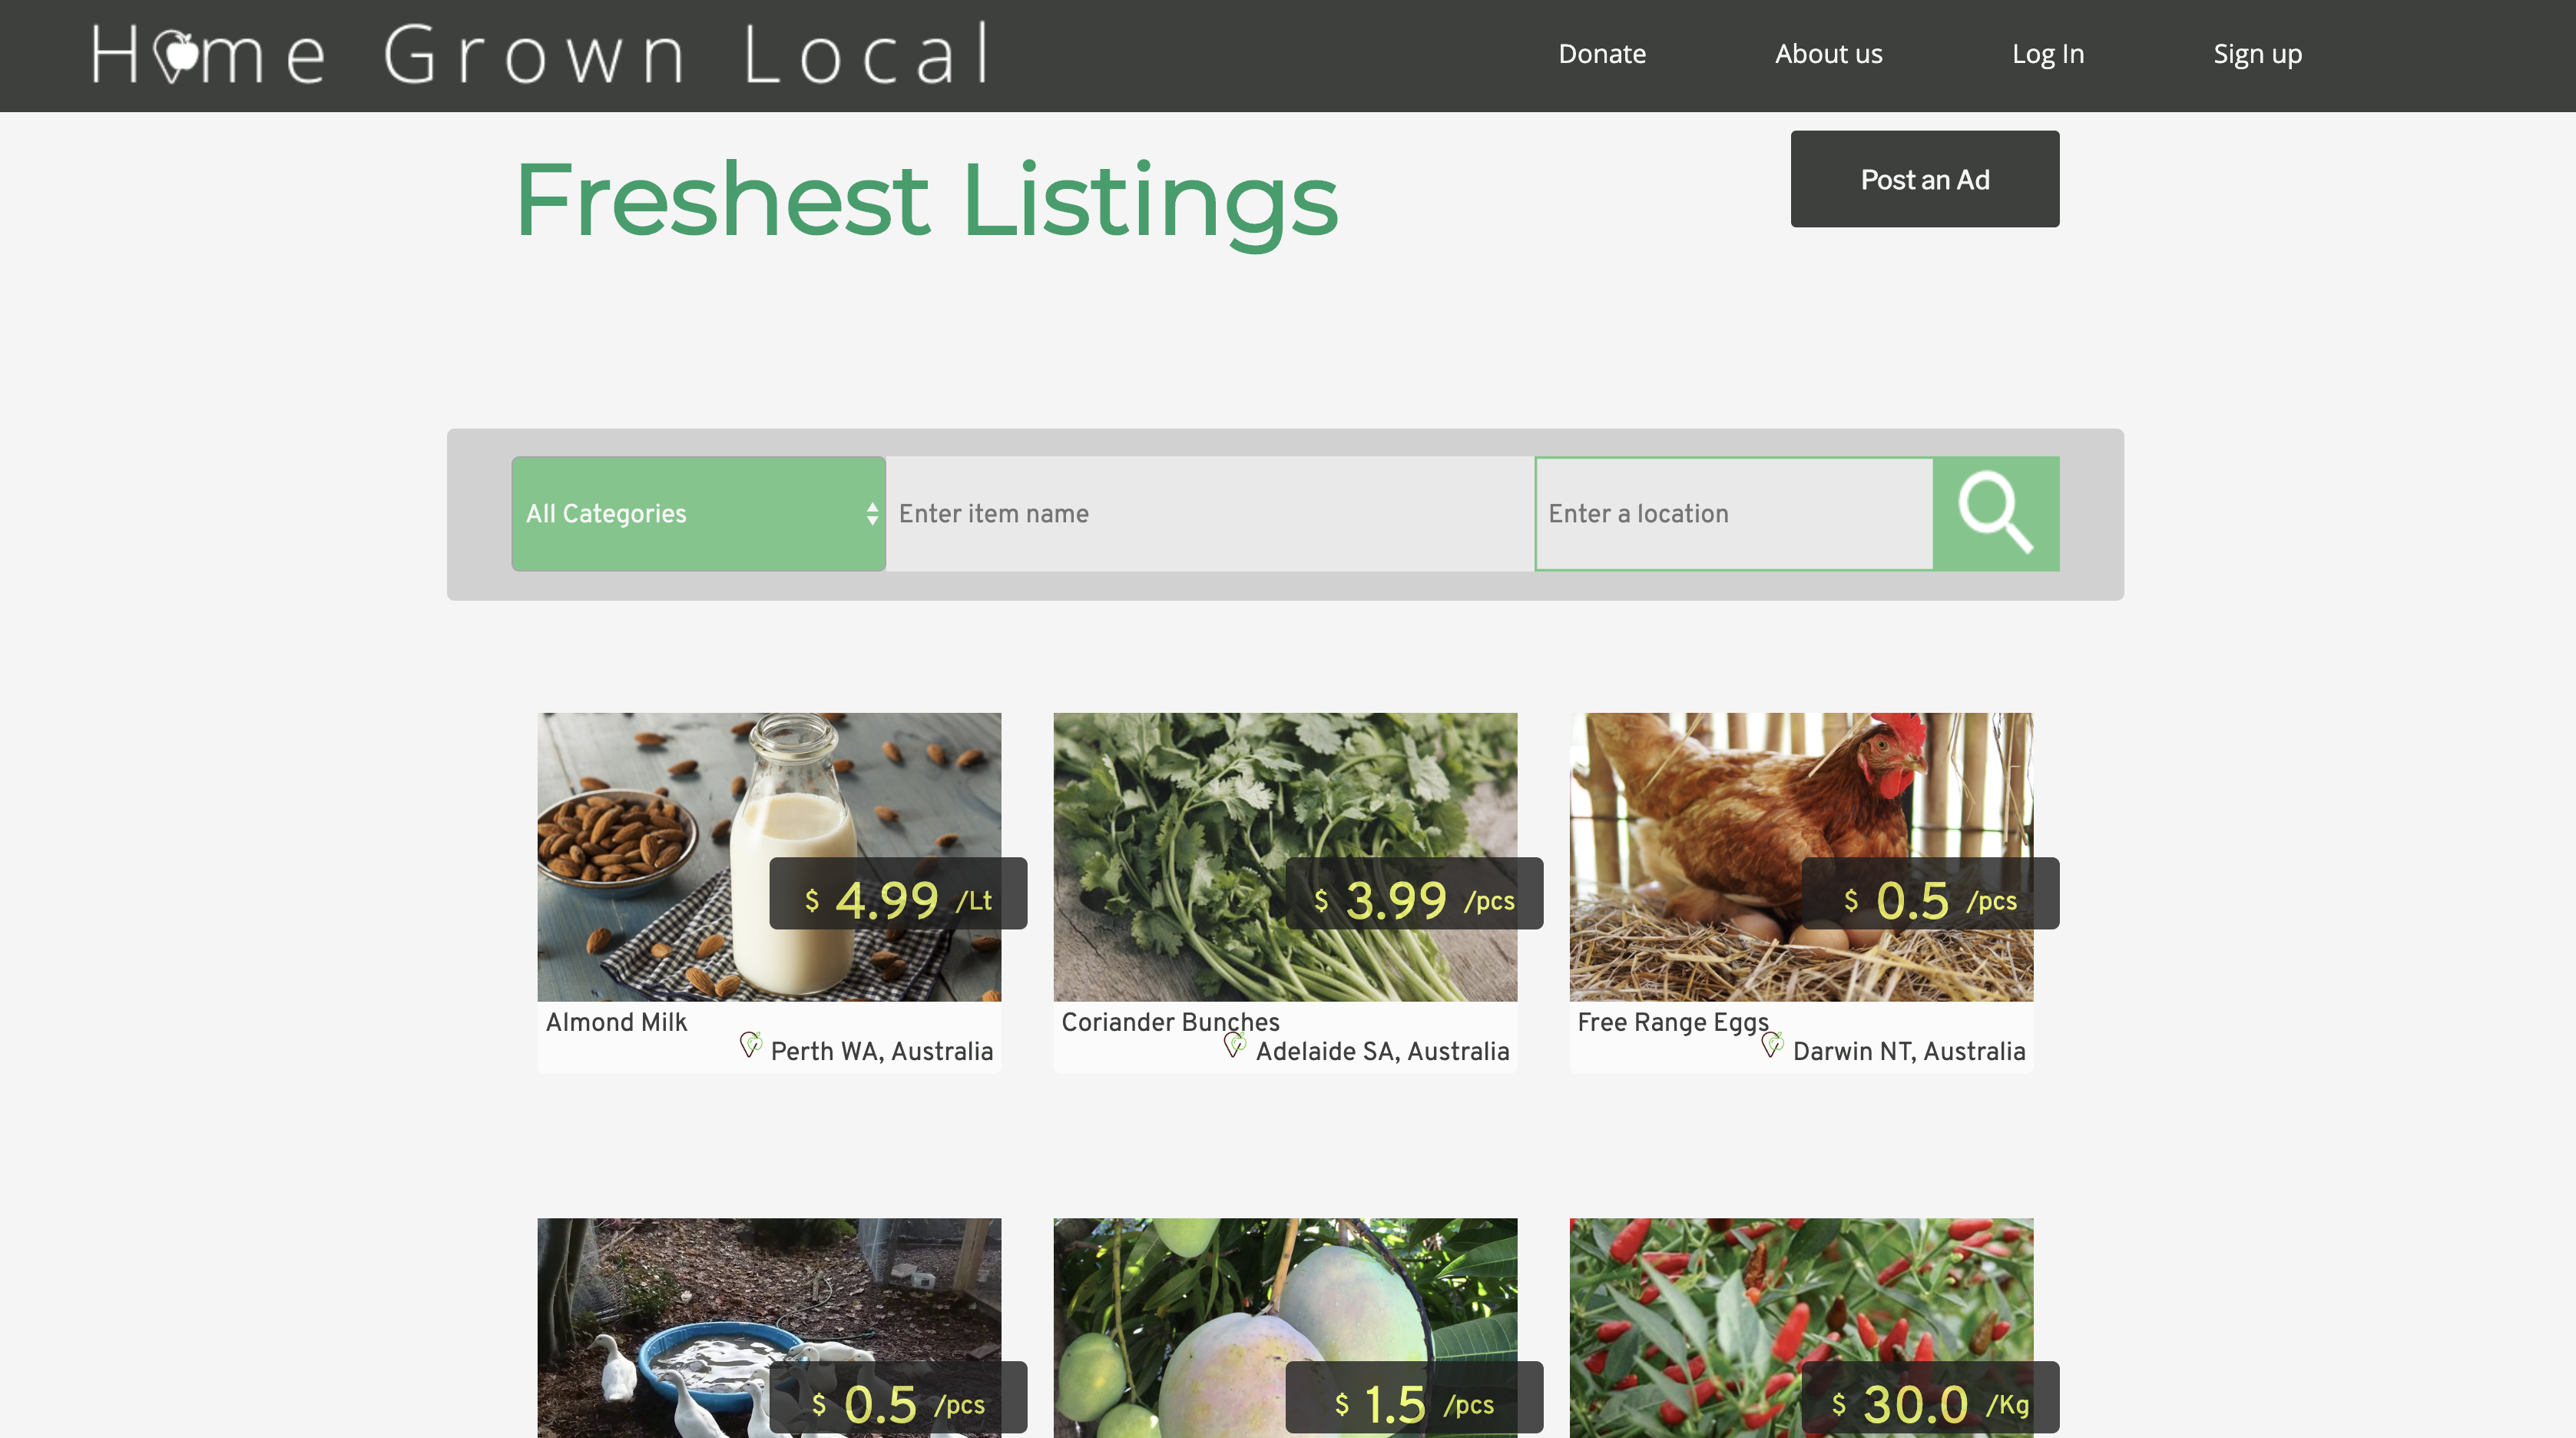 Home Grown Local
Donate
About us
Log In
Sign up
Freshest Listings
Post an Ad
All Categories
Enter item name
Enter a location
$ 4.99 /Lt
$ 3.99 /pcs
$ 0.5 /pcs
Almond Milk
Perth WA, Australia
Coriander Bunches
Adelaide SA, Australia
Free Range Eggs
Darwin NT, Australia
$ 0.5 /pcs
$ 1.5 /pcs
$ 30.0 /Kg